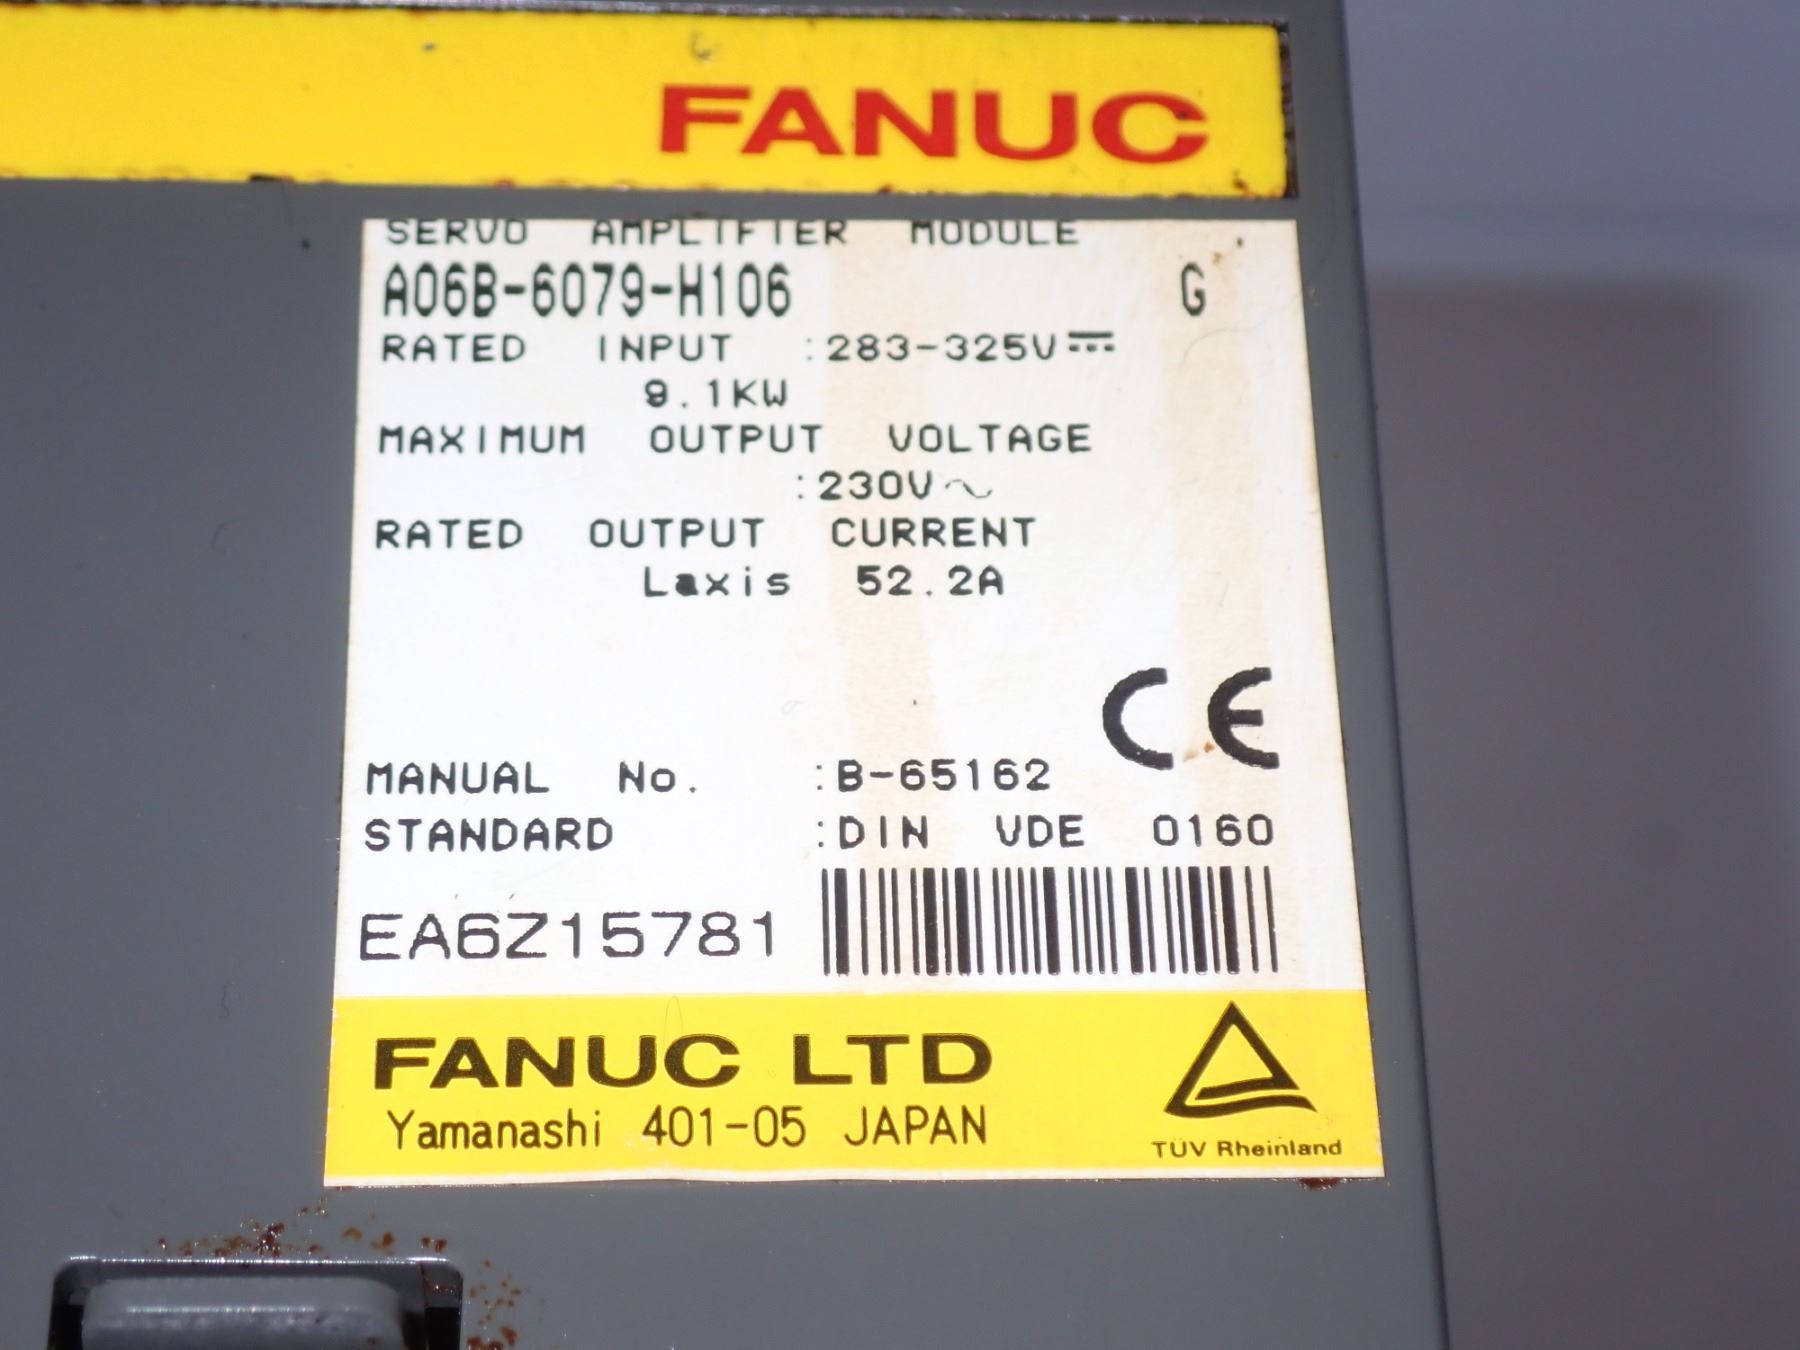 FANUC
SERVO AMPLIFIER MODULE
A06B-6079-H106 G
RATED INPUT :283-325V⎓
9.1KW
MAXIMUM OUTPUT VOLTAGE
:230V~
RATED OUTPUT CURRENT
Laxis 52.2A
CE
MANUAL No. :B-65162
STANDARD :DIN VDE 0160
EA6Z15781
FANUC LTD
Yamanashi 401-05 JAPAN
TÜV Rheinland